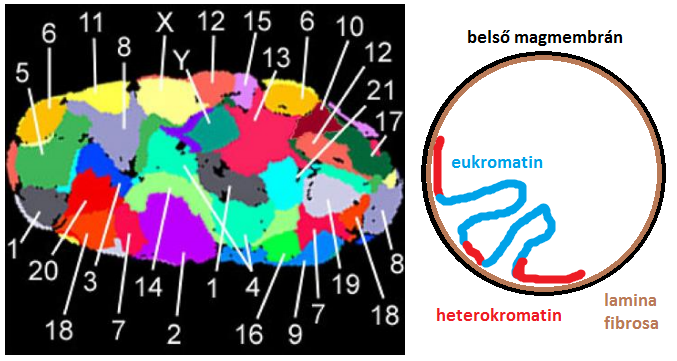 6 11 8 X 12 15 6 10
5 Y 13 12
21
17
1 20 3 14 1 4 19 8
18 7 2 16 9 7 18
belső magmembrán
eukromatin
heterokromatin
lamina
fibrosa